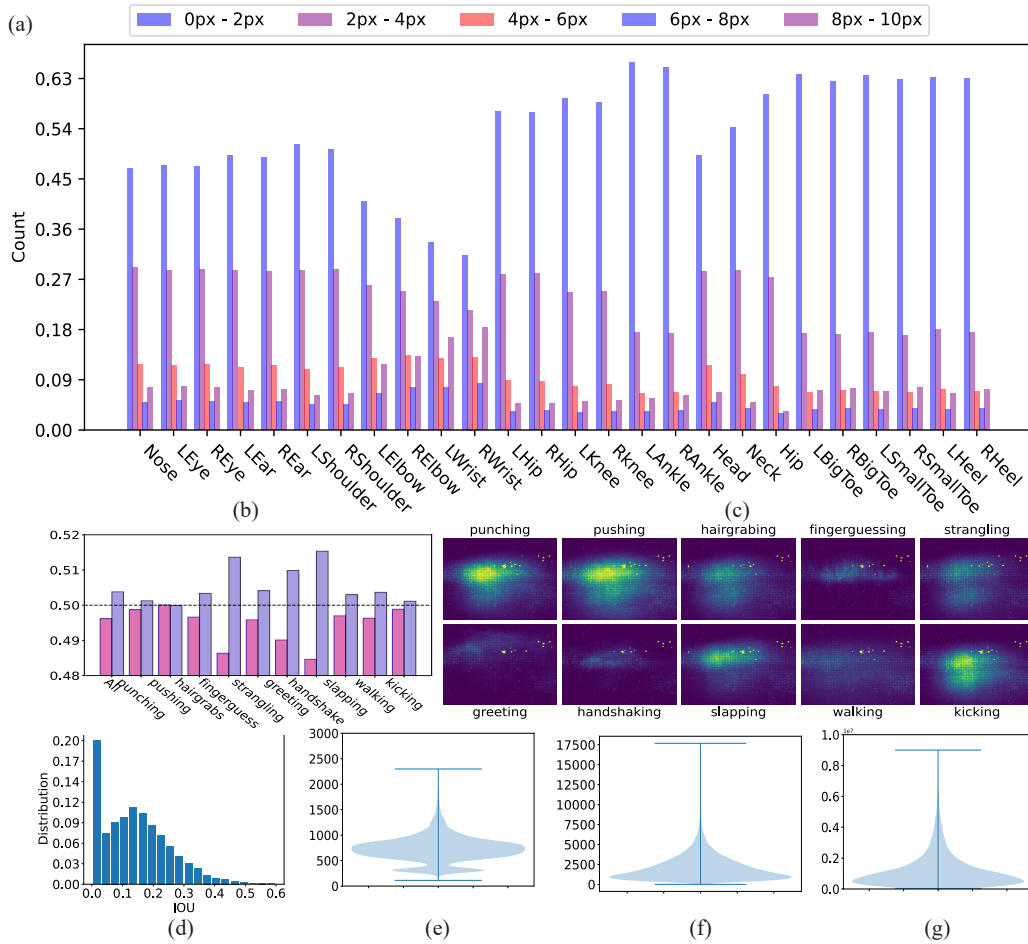 (a)
0px - 2px
2px - 4px
4px - 6px
6px - 8px
8px - 10px
0.63
0.54
0.45
0.36
0.27
0.18
0.09
0.00
Count
Nose
LEye
REye
LEar
REar
LShoulder
RShoulder
LElbow
RElbow
LWrist
RWrist
LHip
RHip
LKnee
Rknee
LAnkle
RAnkle
Head
Neck
Hip
LBigToe
RBigToe
LSmallToe
RSmallToe
LHeel
RHeel
(b)
(c)
0.52
0.51
0.50
0.49
0.48
All
punching
pushing
hairgrabs
fingerguess
strangling
greeting
handshake
slapping
walking
kicking
punching
pushing
hairgrabing
fingerguessing
strangling
greeting
handshaking
slapping
walking
kicking
0.20
0.17
0.14
0.12
0.09
0.06
0.03
0.00
Distribution
0.0
0.1
0.2
0.3
0.4
0.5
0.6
IOU
3000
2500
2000
1500
1000
500
0
17500
15000
12500
10000
7500
5000
2500
0
1e7
1.0
0.8
0.6
0.4
0.2
0.0
(d)
(e)
(f)
(g)